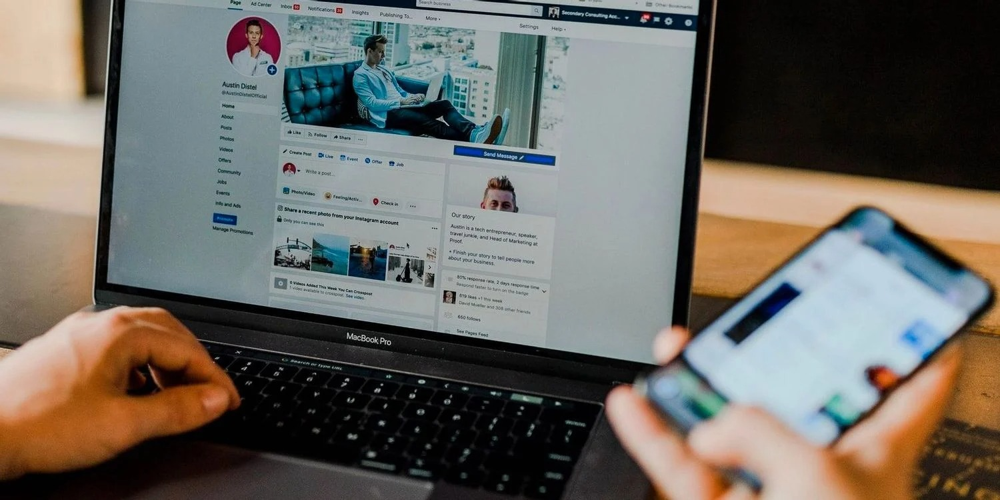 Other Bookmarks
Page Ad Center Inbox 50 Notifications 20 Insights Publishing To... More
Search business
Secondary Consulting Acc...
Settings Help
Austin Distel
@AustinDistelOfficial
Home
About
Posts
Photos
Videos
Offers
Community
Jobs
Events
Info and Ads
Promote
Manage Promotions
Like Follow Share ...
Send Message
Create Post Live Event Offer Job
Write a post...
Photo/Video Feeling/Activ... Check in ...
Share a recent photo from your Instagram account ...
Only you can see this
0 Videos Added This Week You Can Crosspost
1 video available to crosspost. See video.
Our story
Austin is a tech entrepreneur, speaker,
travel junkie, and Head of Marketing at
Proof.
+ Finish your story to tell people more
about your business.
80% response rate, 2 days response time
Respond faster to turn on the badge
619 likes +1 this week
David Mueller and 308 other friends
650 follows
See Pages Feed
MacBook Pro
Search or type URL